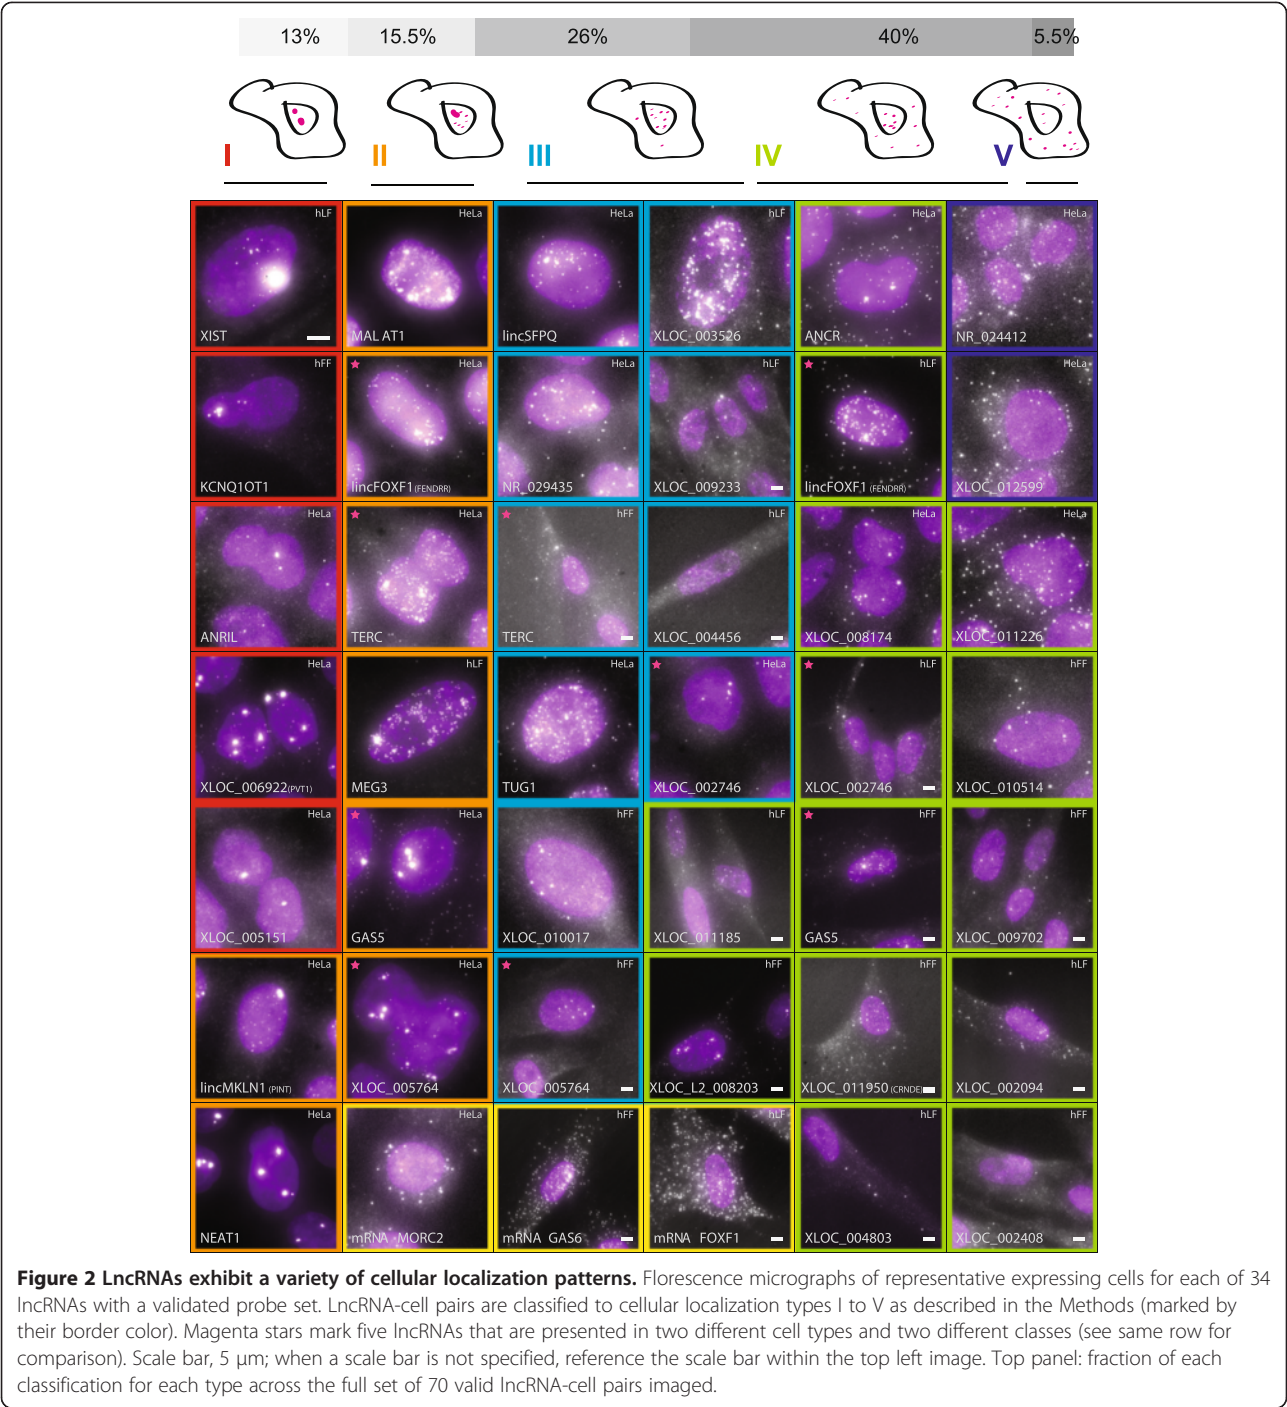 13% 15.5% 26% 40% 5.5%
I II III IV V
hLF HeLa HeLa hLF HeLa HeLa
XIST MALAT1 lincSFPQ XLOC_003526 ANCR NR_024412
hFF HeLa HeLa hLF hLF HeLa
KCNQ1OT1 lincFOXF1 (FENDRR) NR_029435 XLOC_009233 lincFOXF1 (FENDRR) XLOC_012599
HeLa HeLa hFF hLF HeLa HeLa
ANRIL TERC TERC XLOC_004456 XLOC_008174 XLOC_011226
HeLa hLF HeLa HeLa hLF hFF
XLOC_006922 (PVT1) MEG3 TUG1 XLOC_002746 XLOC_002746 XLOC_010514
HeLa HeLa hFF hLF hFF hFF
XLOC_005151 GAS5 XLOC_010017 XLOC_011185 GAS5 XLOC_009702
HeLa HeLa hFF hFF hFF hLF
lincMKLN1 (PINT) XLOC_005764 XLOC_005764 XLOC_L2_008203 XLOC_011950 (CRNDE) XLOC_002094
HeLa HeLa hFF hLF hLF hFF
NEAT1 mRNA MORC2 mRNA GAS6 mRNA FOXF1 XLOC_004803 XLOC_002408
Figure 2 LncRNAs exhibit a variety of cellular localization patterns. Florescence micrographs of representative expressing cells for each of 34
lncRNAs with a validated probe set. LncRNA-cell pairs are classified to cellular localization types I to V as described in the Methods (marked by
their border color). Magenta stars mark five lncRNAs that are presented in two different cell types and two different classes (see same row for
comparison). Scale bar, 5 μm; when a scale bar is not specified, reference the scale bar within the top left image. Top panel: fraction of each
classification for each type across the full set of 70 valid lncRNA-cell pairs imaged.